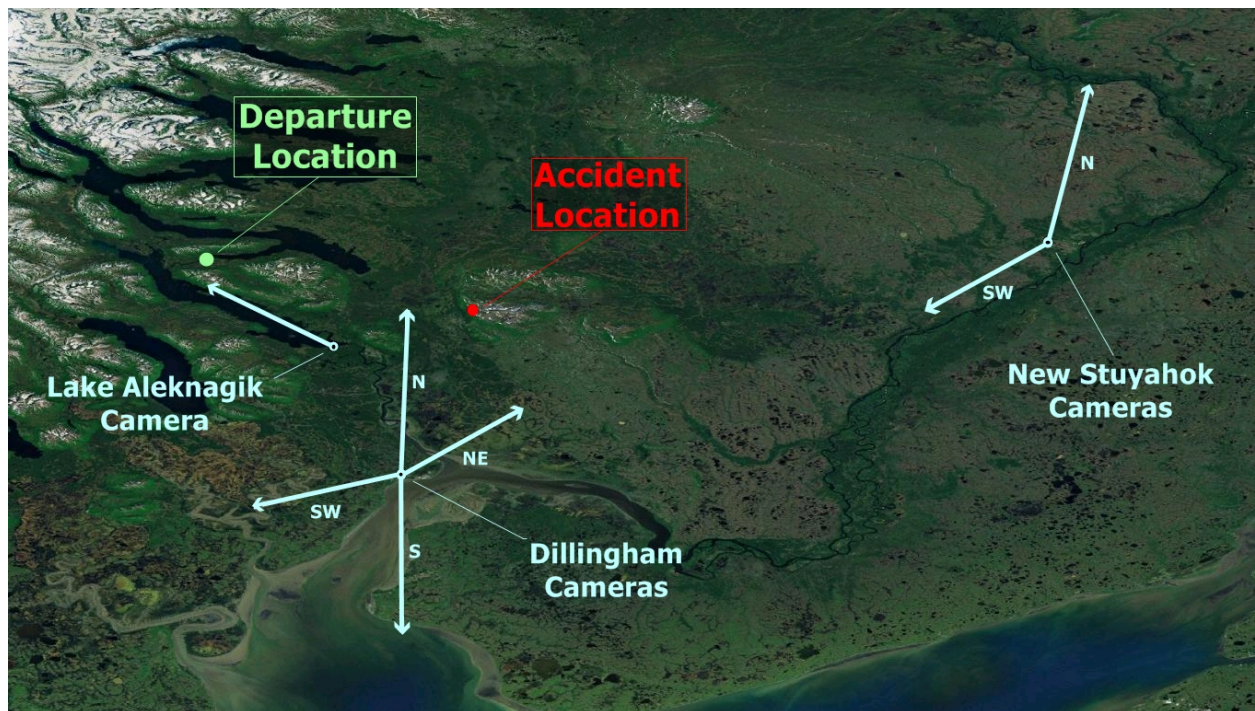 Departure
Location
Accident
Location
N
SW
New Stuyahok
Cameras
Lake Aleknagik
Camera
N
NE
SW
S
Dillingham
Cameras